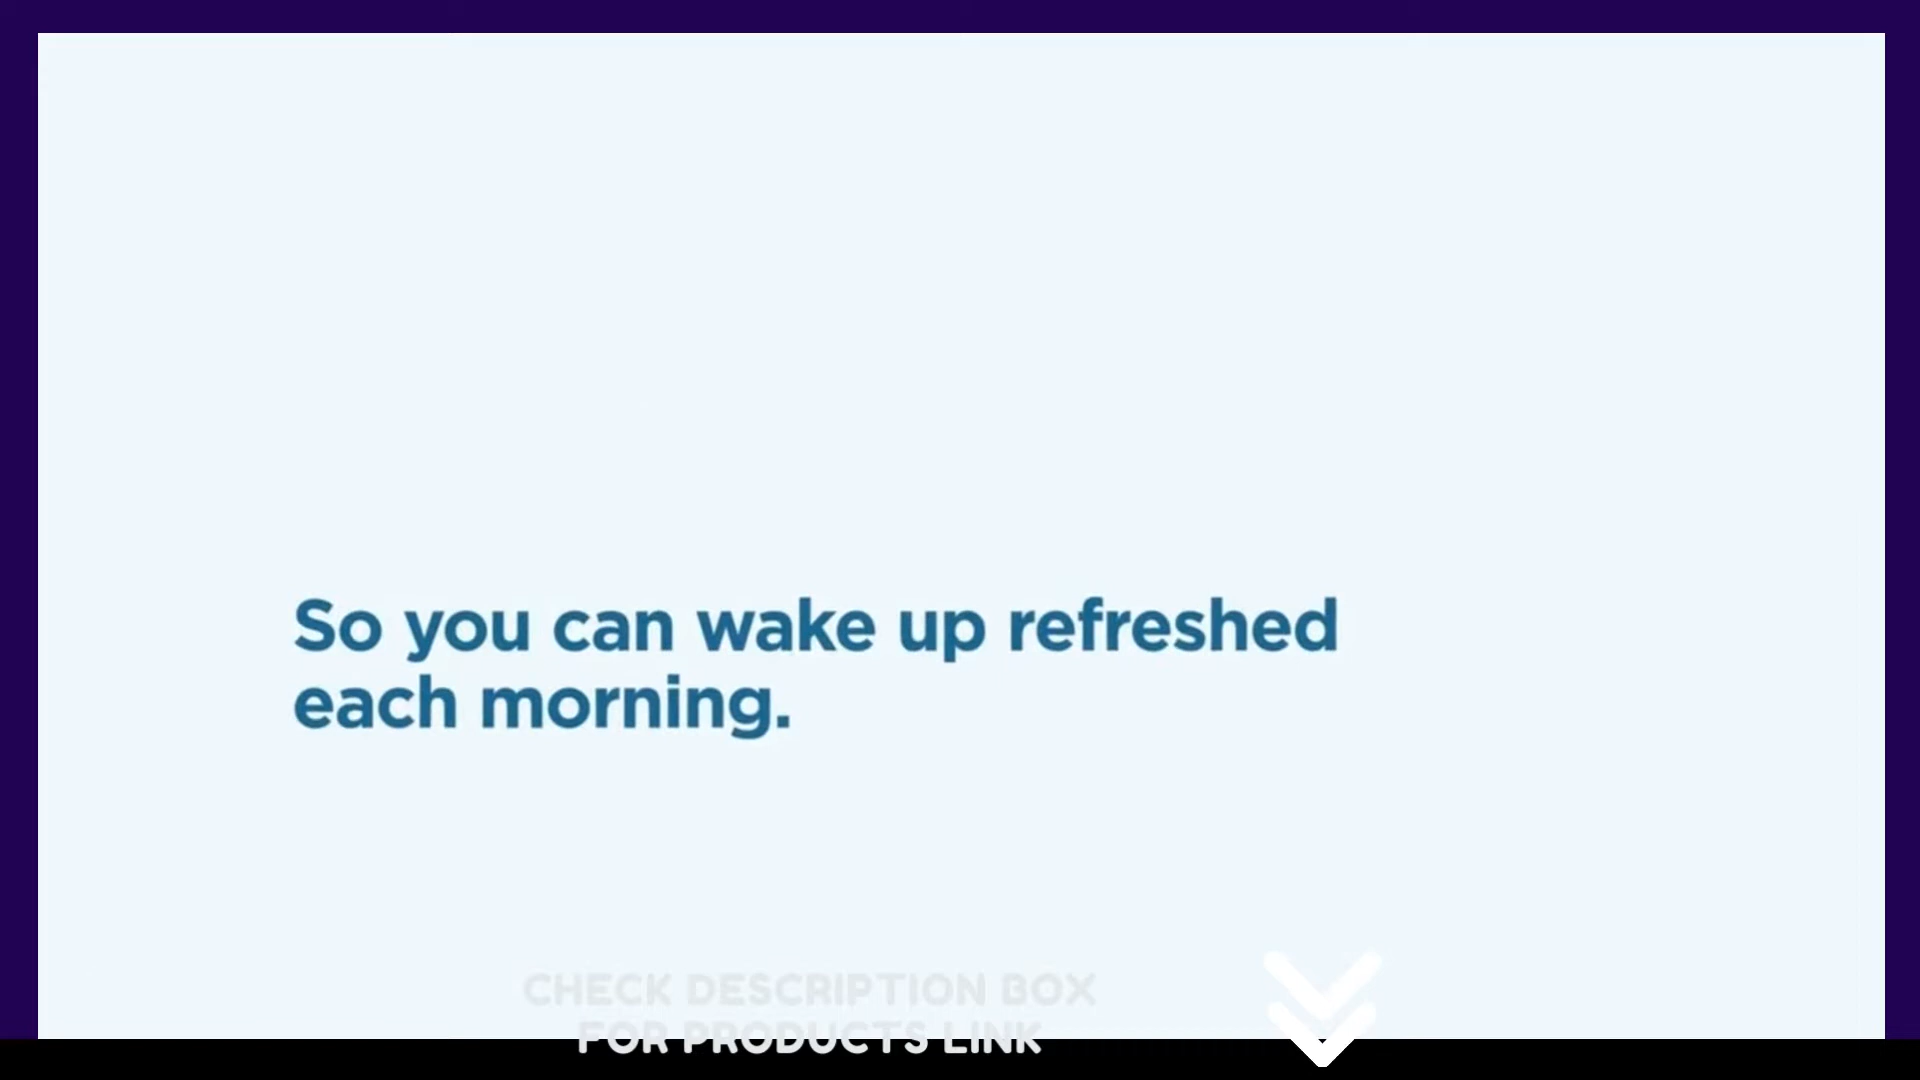 So you can wake up refreshed
each morning.
CHECK DESCRIPTION BOX
FOR PRODUCTS LINK